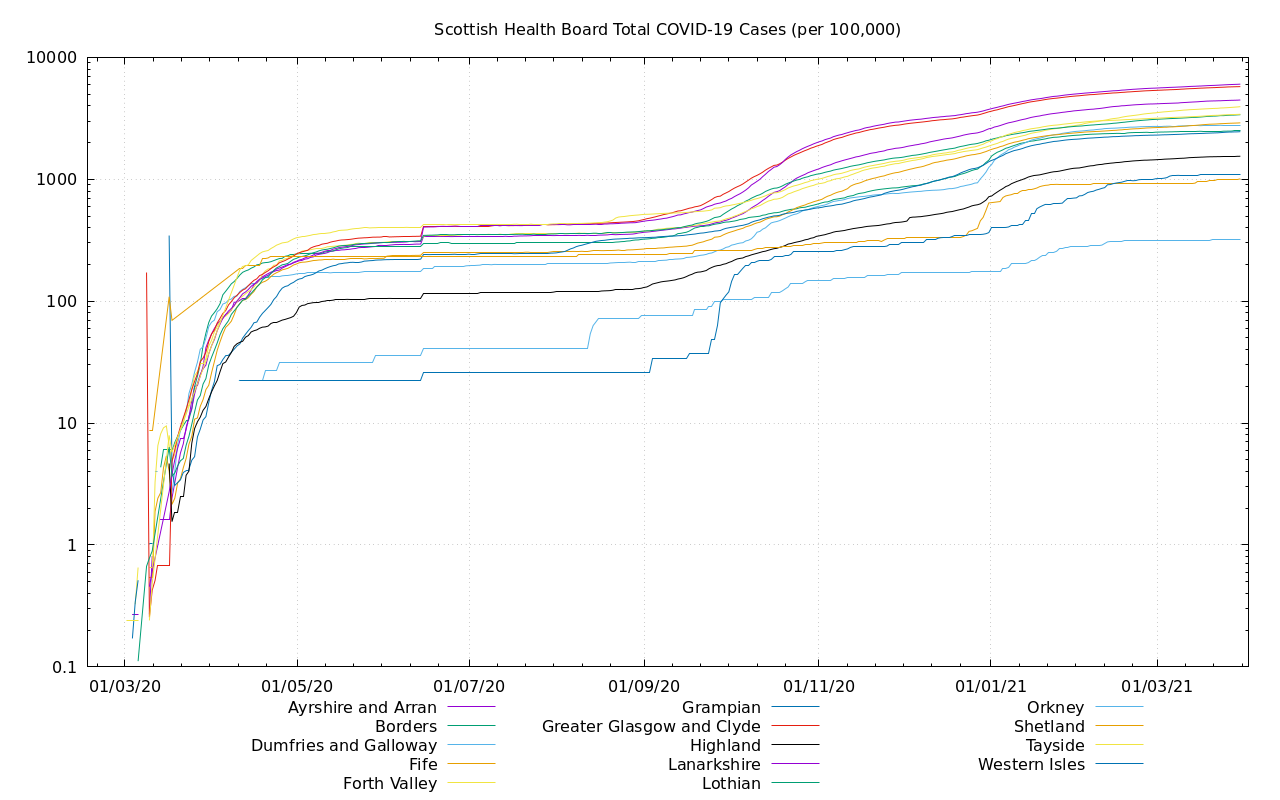 Scottish Health Board Total COVID-19 Cases (per 100,000)
10000
1000
100
10
1
0.1
01/03/20 01/05/20 01/07/20 01/09/20 01/11/20 01/01/21 01/03/21
Ayrshire and Arran Grampian Orkney
Borders Greater Glasgow and Clyde Shetland
Dumfries and Galloway Highland Tayside
Fife Lanarkshire Western Isles
Forth Valley Lothian